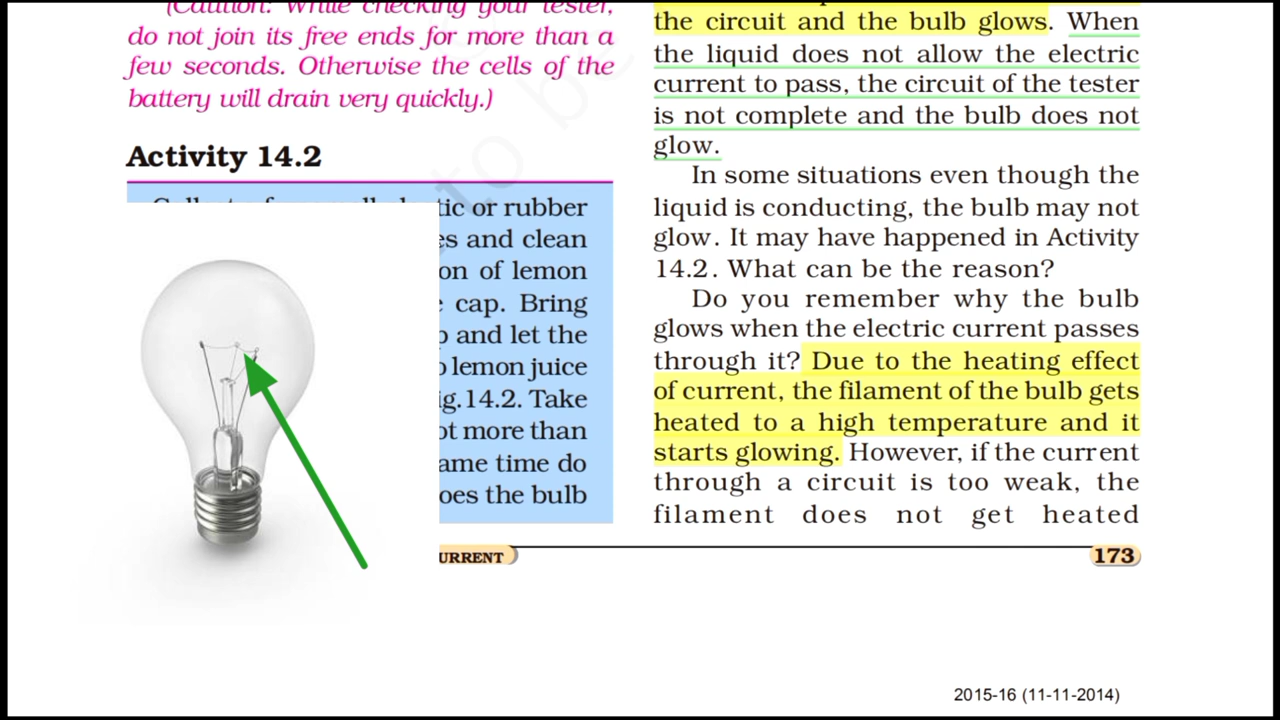 (Caution: While checking your tester,
do not join its free ends for more than a
few seconds. Otherwise the cells of the
battery will drain very quickly.)
Activity 14.2
tic or rubber
es and clean
on of lemon
cap. Bring
and let the
lemon juice
ig.14.2. Take
ot more than
ame time do
oes the bulb
URRENT
the circuit and the bulb glows. When
the liquid does not allow the electric
current to pass, the circuit of the tester
is not complete and the bulb does not
glow.
In some situations even though the
liquid is conducting, the bulb may not
glow. It may have happened in Activity
14.2. What can be the reason?
Do you remember why the bulb
glows when the electric current passes
through it? Due to the heating effect
of current, the filament of the bulb gets
heated to a high temperature and it
starts glowing. However, if the current
through a circuit is too weak, the
filament does not get heated
173
2015-16 (11-11-2014)
to be